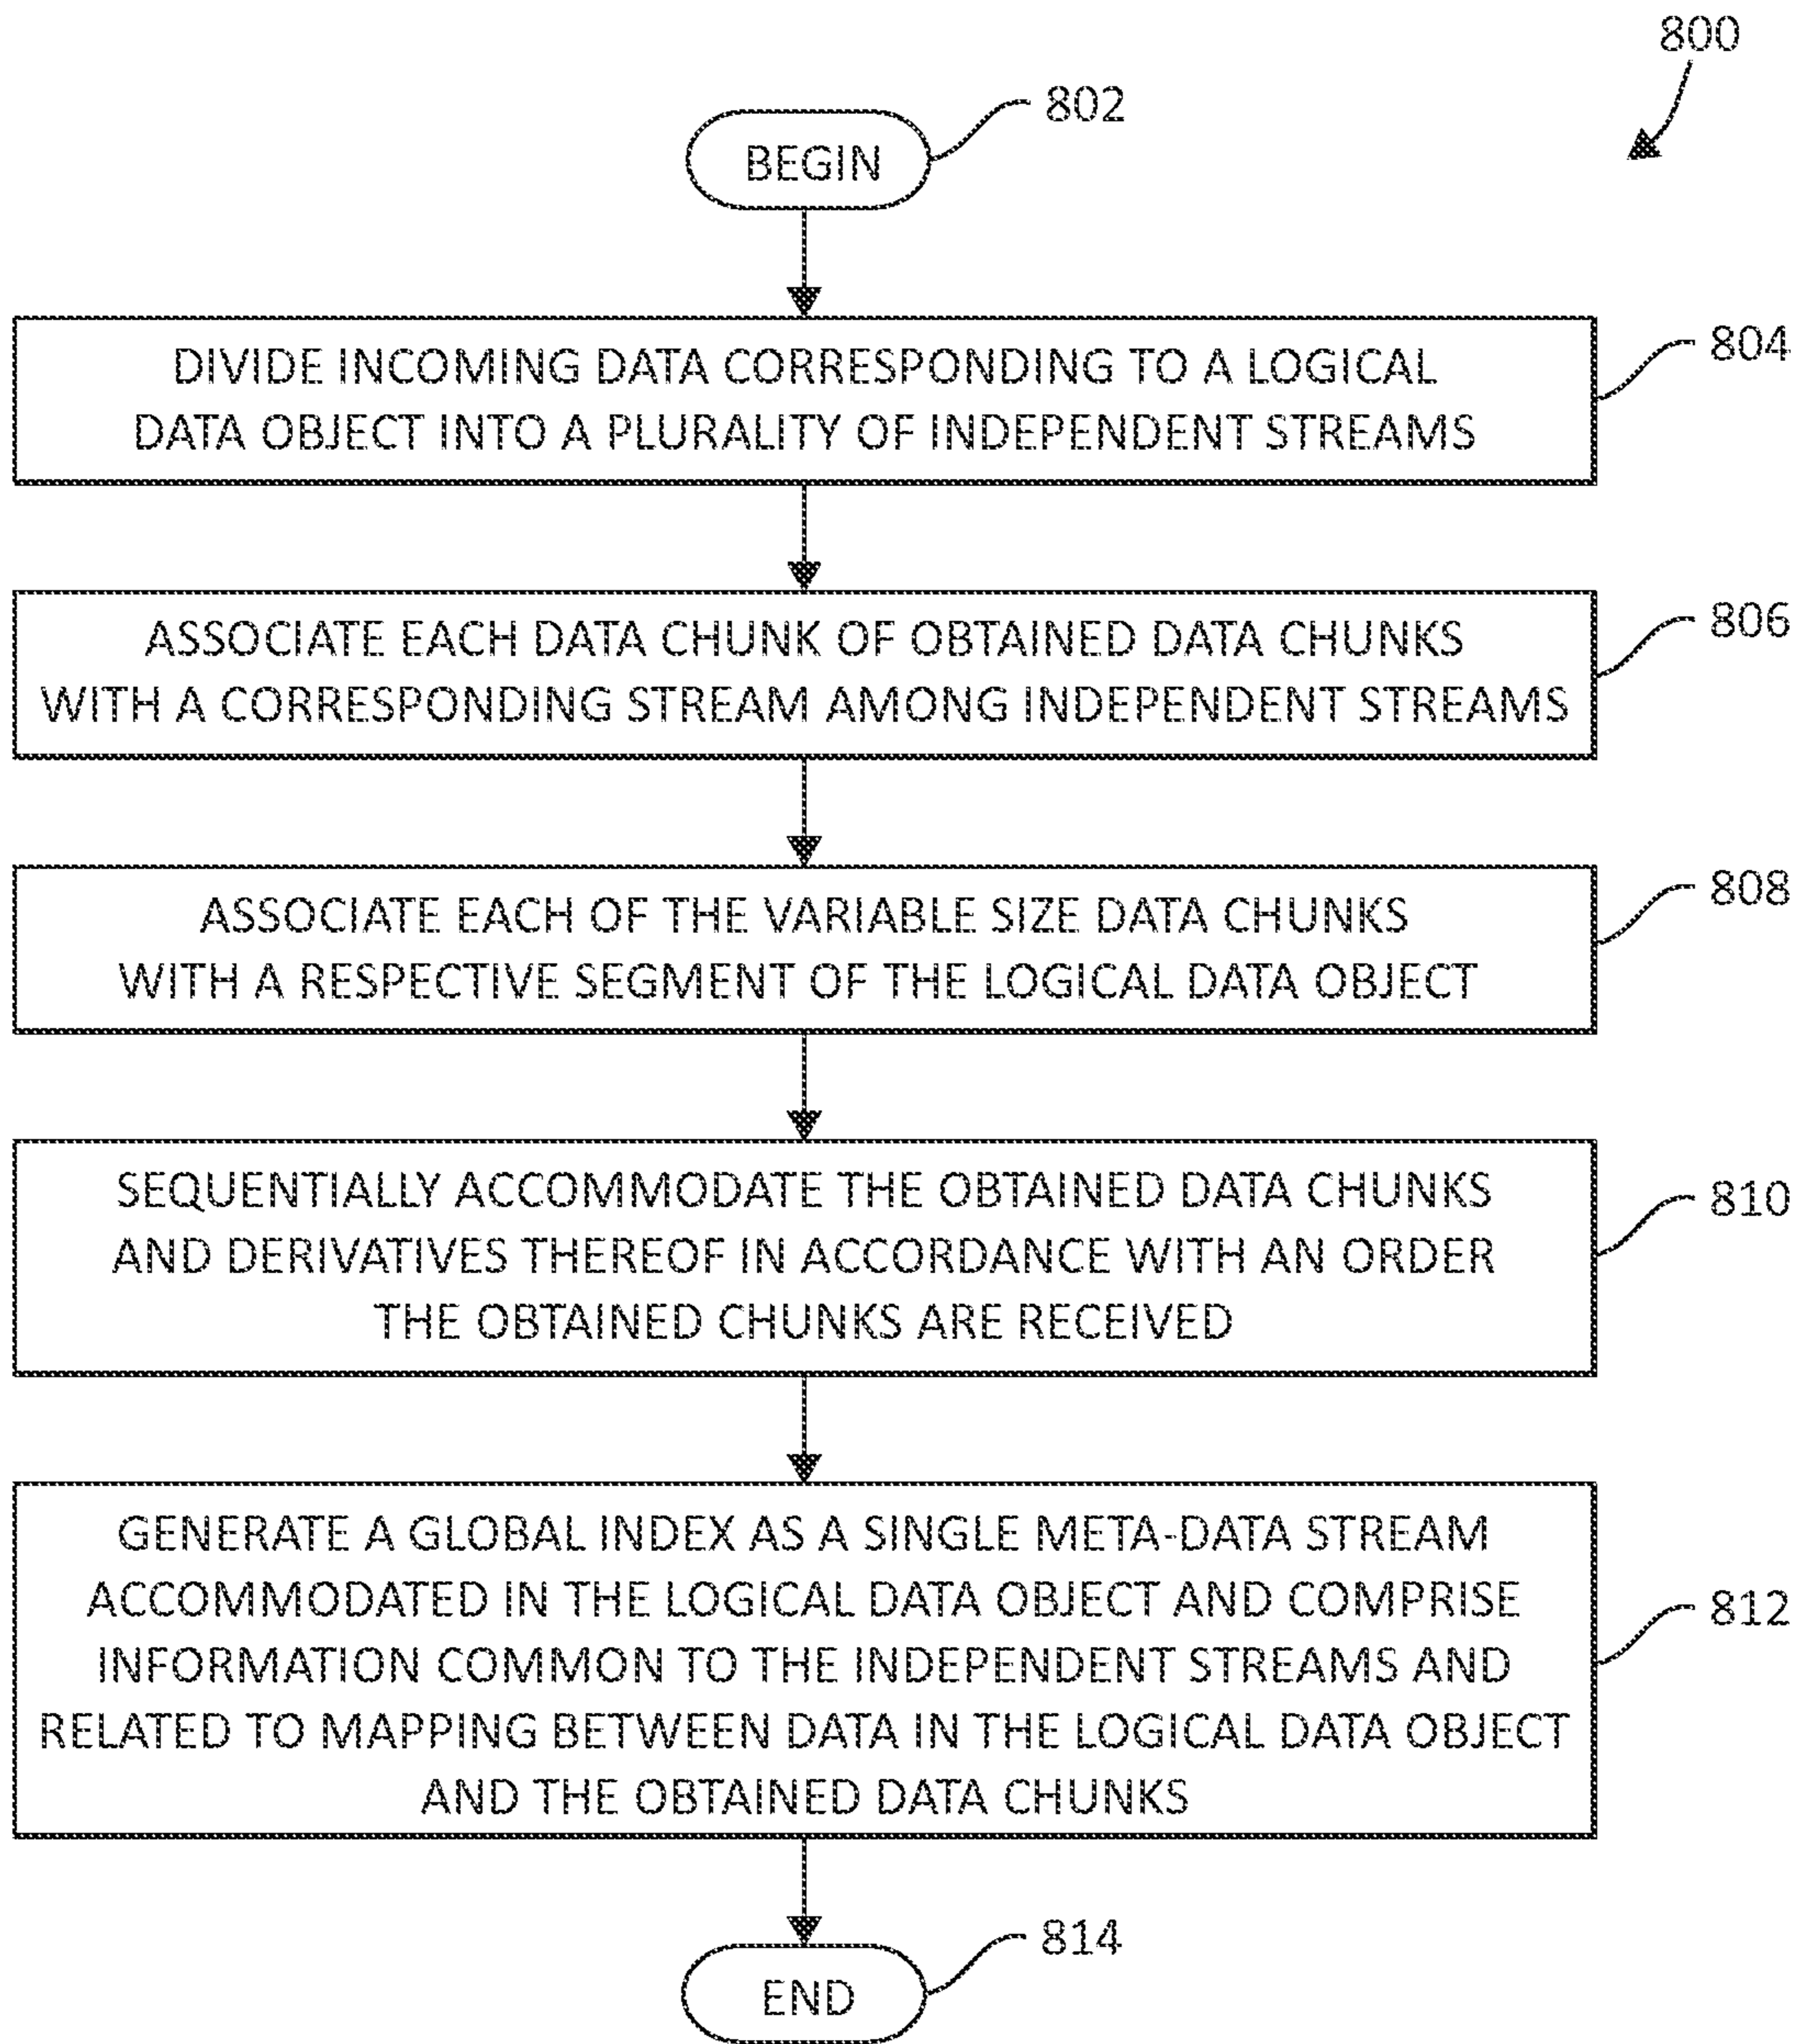 800
802
BEGIN
804
DIVIDE INCOMING DATA CORRESPONDING TO A LOGICAL
DATA OBJECT INTO A PLURALITY OF INDEPENDENT STREAMS
806
ASSOCIATE EACH DATA CHUNK OF OBTAINED DATA CHUNKS
WITH A CORRESPONDING STREAM AMONG INDEPENDENT STREAMS
808
ASSOCIATE EACH OF THE VARIABLE SIZE DATA CHUNKS
WITH A RESPECTIVE SEGMENT OF THE LOGICAL DATA OBJECT
810
SEQUENTIALLY ACCOMMODATE THE OBTAINED DATA CHUNKS
AND DERIVATIVES THEREOF IN ACCORDANCE WITH AN ORDER
THE OBTAINED CHUNKS ARE RECEIVED
812
GENERATE A GLOBAL INDEX AS A SINGLE META-DATA STREAM
ACCOMMODATED IN THE LOGICAL DATA OBJECT AND COMPRISE
INFORMATION COMMON TO THE INDEPENDENT STREAMS AND
RELATED TO MAPPING BETWEEN DATA IN THE LOGICAL DATA OBJECT
AND THE OBTAINED DATA CHUNKS
814
END